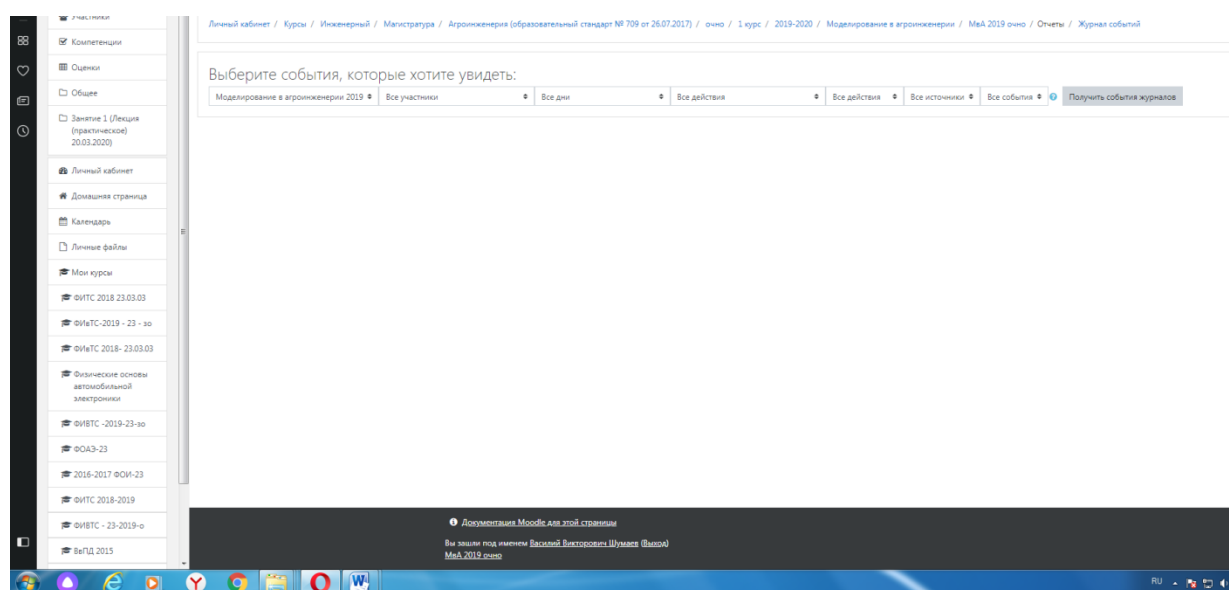 Участники
Компетенции
Оценки
Общее
Занятие 1 (Лекция
(практическое)
20.03.2020)
Личный кабинет
Домашняя страница
Календарь
Личные файлы
Мои курсы
ФИТС 2018 23.03.03
ФИвТС-2019 - 23 - зо
ФИвТС 2018- 23.03.03
Физические основы
автомобильной
электроники
ФИВТС -2019-23-зо
ФОАЭ-23
2016-2017 ФОИ-23
ФИТС 2018-2019
ФИВТС - 23-2019-о
ВвПД 2015
Личный кабинет / Курсы / Инженерный / Магистратура / Агроинженерия (образовательный стандарт № 709 от 26.07.2017) / очно / 1 курс / 2019-2020 / Моделирование в агроинженерии / МвА 2019 очно / Отчеты / Журнал событий
Выберите события, которые хотите увидеть:
Моделирование в агроинженерии 2019 Все участники Все дни Все действия Все действия Все источники Все события Получить события журналов
Документация Moodle для этой страницы
Вы зашли под именем Василий Викторович Шумаев (Выход)
МвА 2019 очно
RU